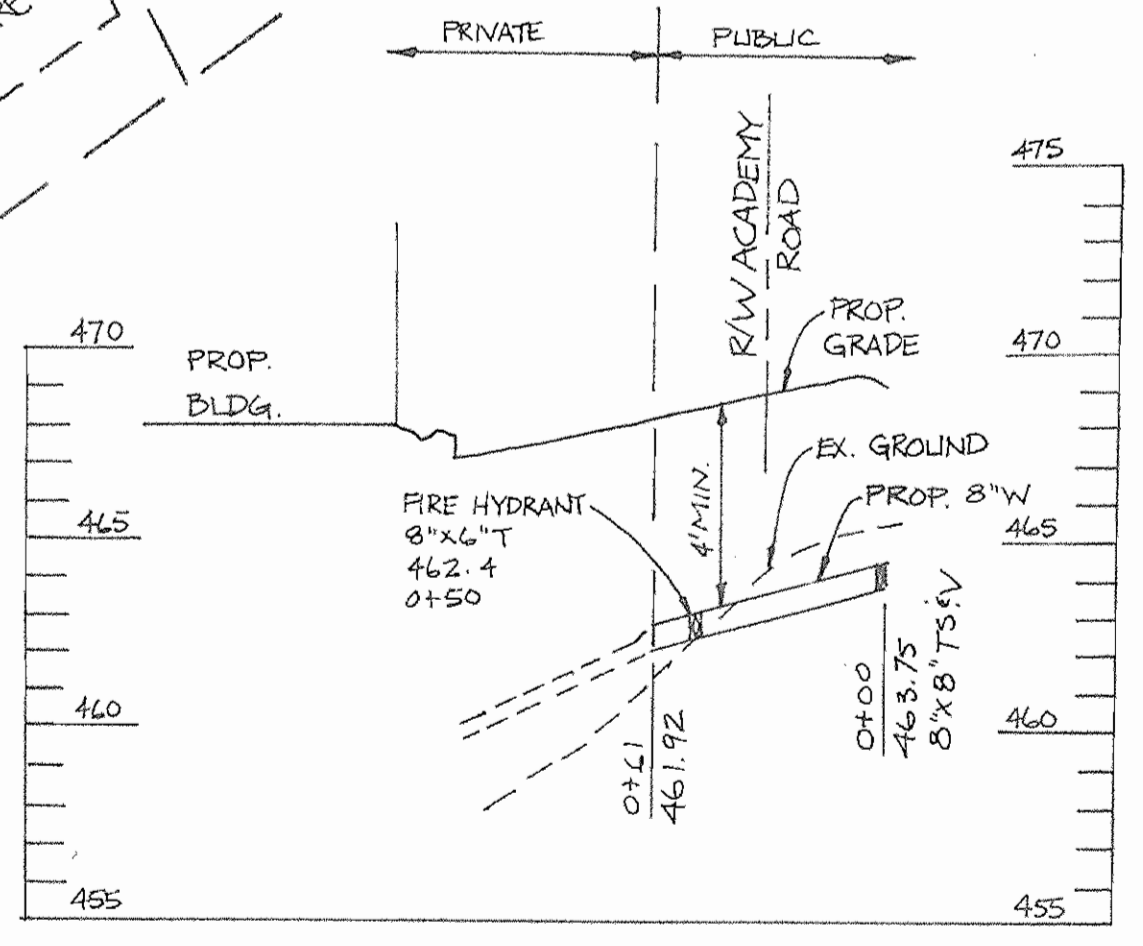 PRIVATE
PUBLIC
475
R/W ACADEMY
ROAD
470
PROP.
BLDG.
PROP.
GRADE
470
EX. GROUND
PROP. 8"W
4' MIN.
FIRE HYDRANT
8"x6"T
462.4
0+50
465
465
460
460
0+61
461.92
0+00
463.75
8"x8" TS&V
455
455